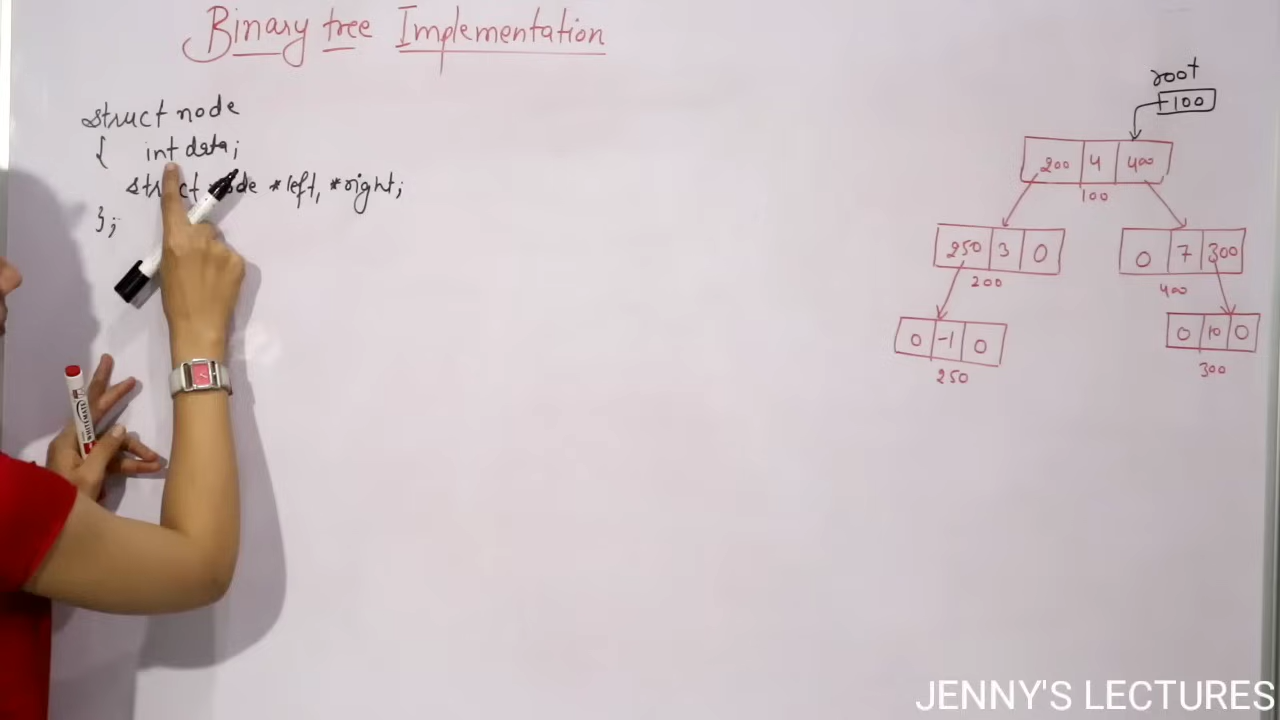 Binary tree Implementation
struct node
{ int data;
struct node *left, *right;
};
root
100
200 4 400
100
250 3 0
200
0 7 300
400
0 -1 0
250
0 10 0
300
JENNY'S LECTURES